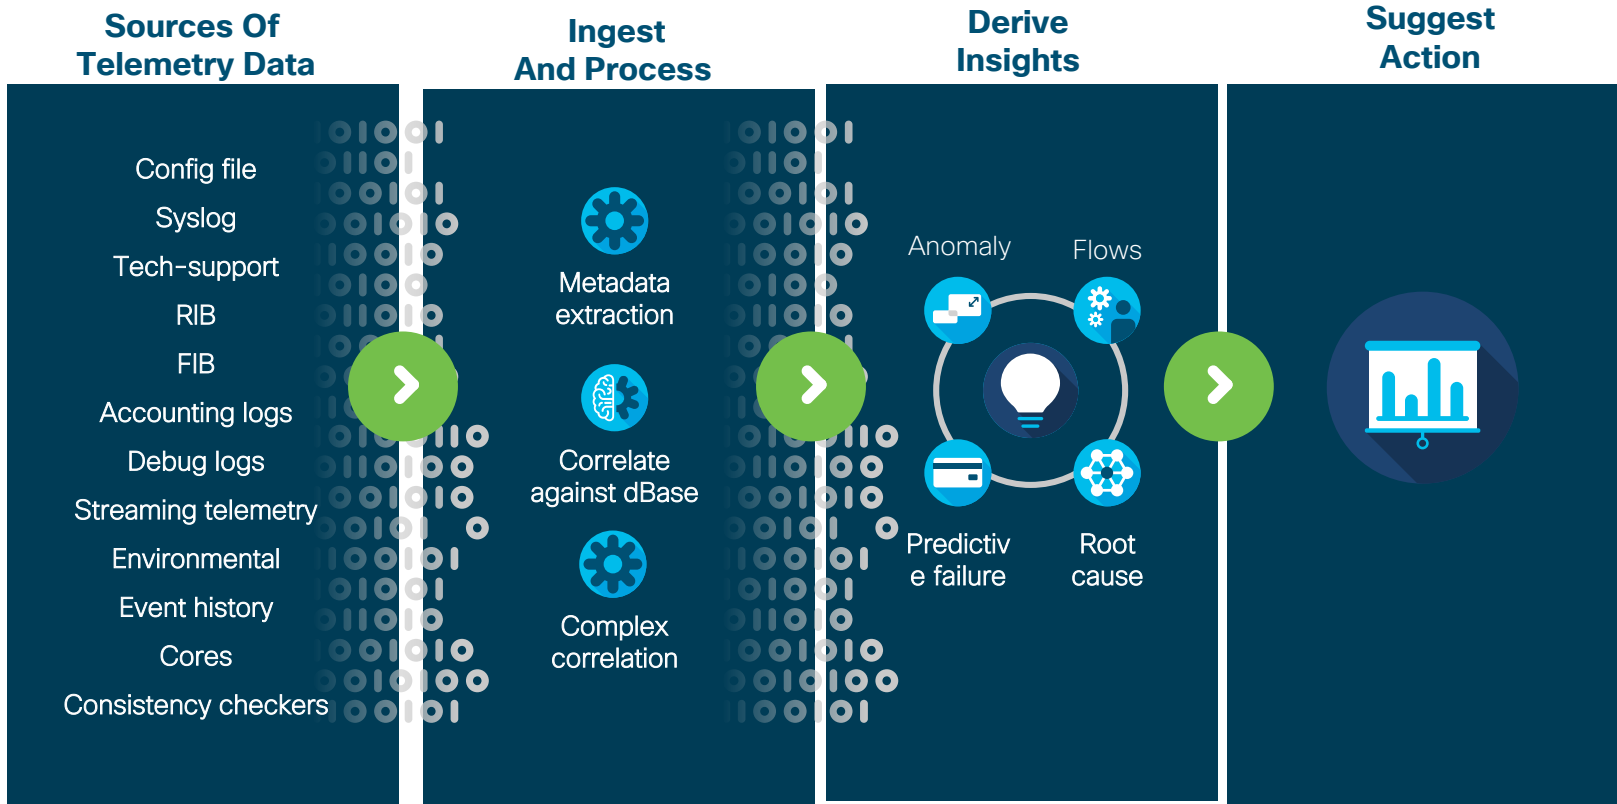 Sources Of
Telemetry Data
Config file
Syslog
Tech-support
RIB
FIB
Accounting logs
Debug logs
Streaming telemetry
Environmental
Event history
Cores
Consistency checkers
Ingest
And Process
Metadata
extraction
Correlate
against dBase
Complex
correlation
Derive
Insights
Anomaly
Flows
Predictiv
e failure
Root
cause
Suggest
Action